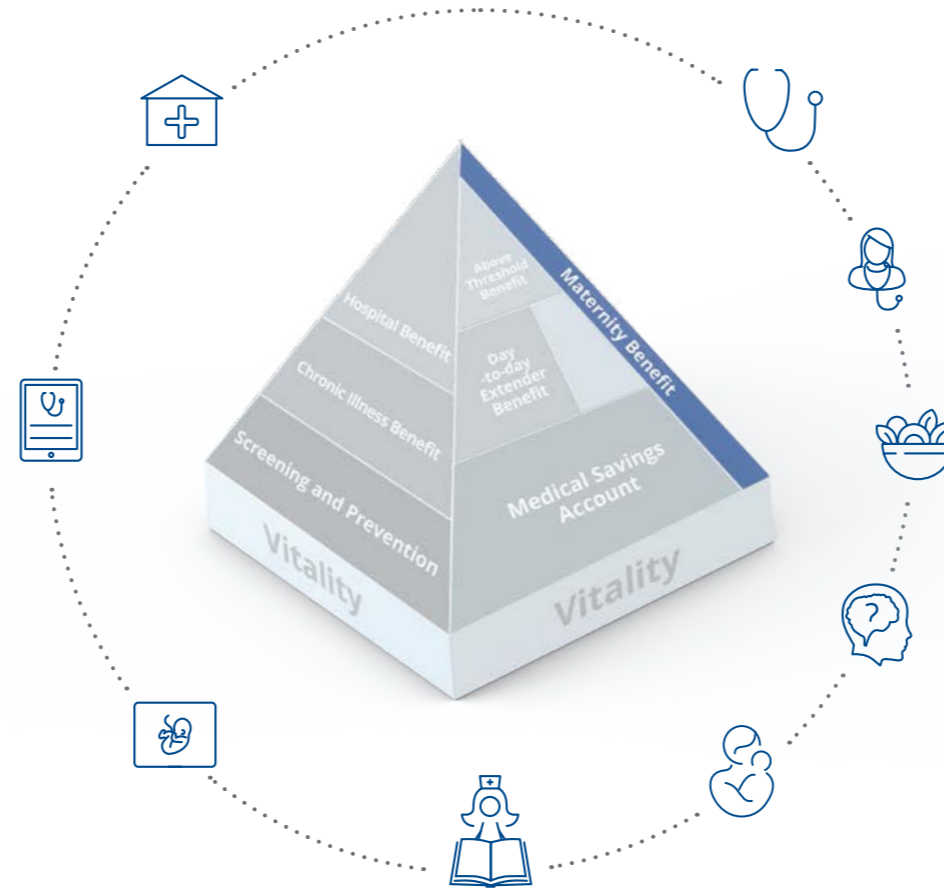 Hospital Benefit
Chronic Illness Benefit
Screening and Prevention
Vitality
Above
Threshold
Benefit
Day
-to-day
Extender
Benefit
Medical Savings
Account
Maternity Benefit
Vitality
?